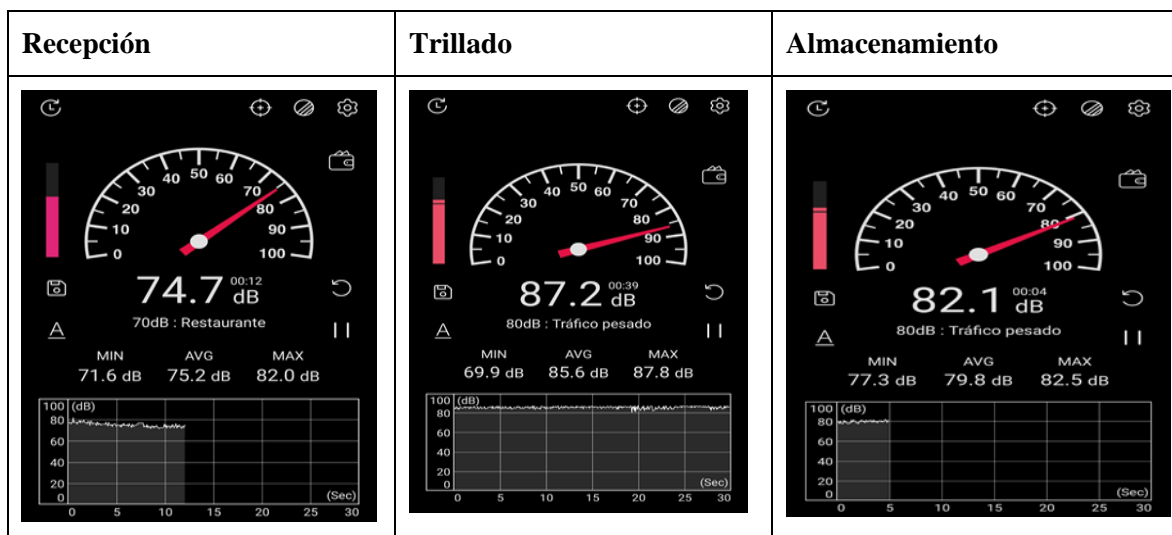 Recepción
Trillado
Almacenamiento
0 10 20 30 40 50 60 70 80 90 100
74.7 00:12 dB
70dB : Restaurante
A
MIN AVG MAX
71.6 dB 75.2 dB 82.0 dB
100 (dB)
80
60
40
20
0 (Sec)
0 5 10 15 20 25 30
0 10 20 30 40 50 60 70 80 90 100
87.2 00:39 dB
80dB : Tráfico pesado
A
MIN AVG MAX
69.9 dB 85.6 dB 87.8 dB
100 (dB)
80
60
40
20
0 (Sec)
0 5 10 15 20 25 30
0 10 20 30 40 50 60 70 80 90 100
82.1 00:04 dB
80dB : Tráfico pesado
A
MIN AVG MAX
77.3 dB 79.8 dB 82.5 dB
100 (dB)
80
60
40
20
0 (Sec)
0 5 10 15 20 25 30